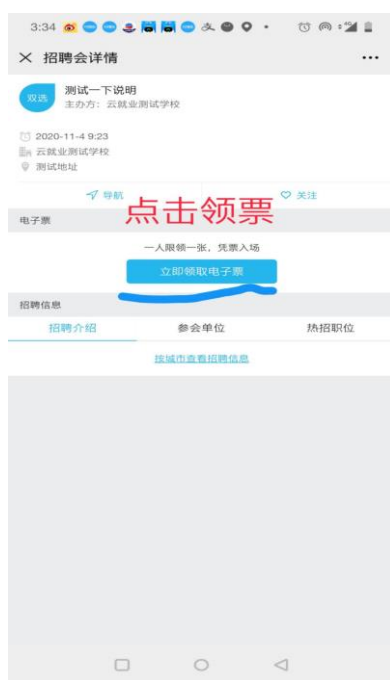 3:34
招聘会详情
双选
测试一下说明
主办方：云就业测试学校
2020-11-4 9:23
云就业测试学校
测试地址
导航
关注
点击领票
电子票
一人限领一张，凭票入场
立即领取电子票
招聘信息
招聘介绍
参会单位
热招职位
按城市查看招聘信息